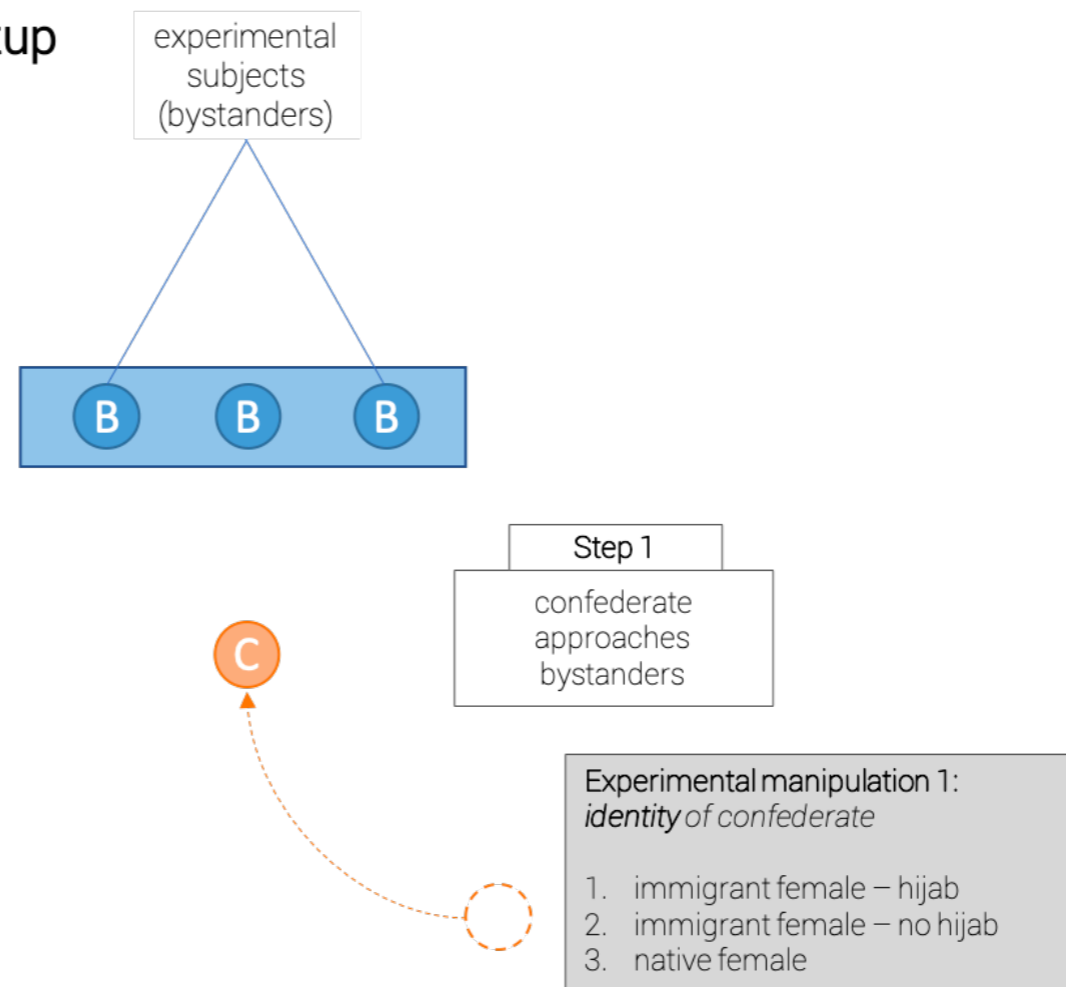 tup
experimental
subjects
(bystanders)
B B B
Step 1
confederate
approaches
bystanders
C
Experimental manipulation 1:
identity of confederate
1. immigrant female – hijab
2. immigrant female – no hijab
3. native female